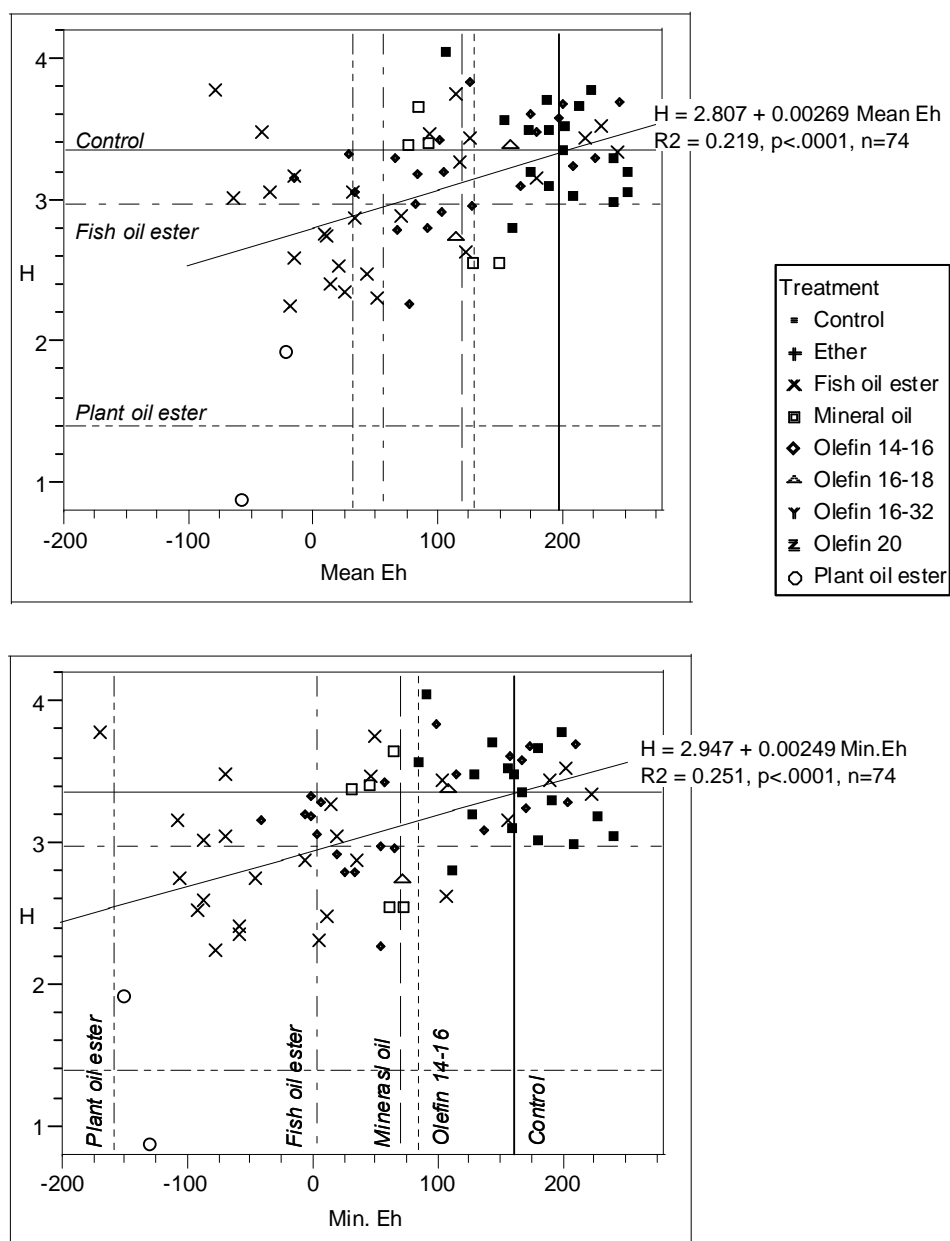 4
Control
H = 2.807 + 0.00269 Mean Eh
R2 = 0.219, p<.0001, n=74
3
Fish oil ester
H
2
Plant oil ester
1
-200 -100 0 100 200
Mean Eh
Treatment
Control
Ether
Fish oil ester
Mineral oil
Olefin 14-16
Olefin 16-18
Olefin 16-32
Olefin 20
Plant oil ester
4
H = 2.947 + 0.00249 Min.Eh
R2 = 0.251, p<.0001, n=74
3
H
2
1
Plant oil ester
Fish oil ester
Minerasl oil
Olefin 14-16
Control
-200 -100 0 100 200
Min. Eh